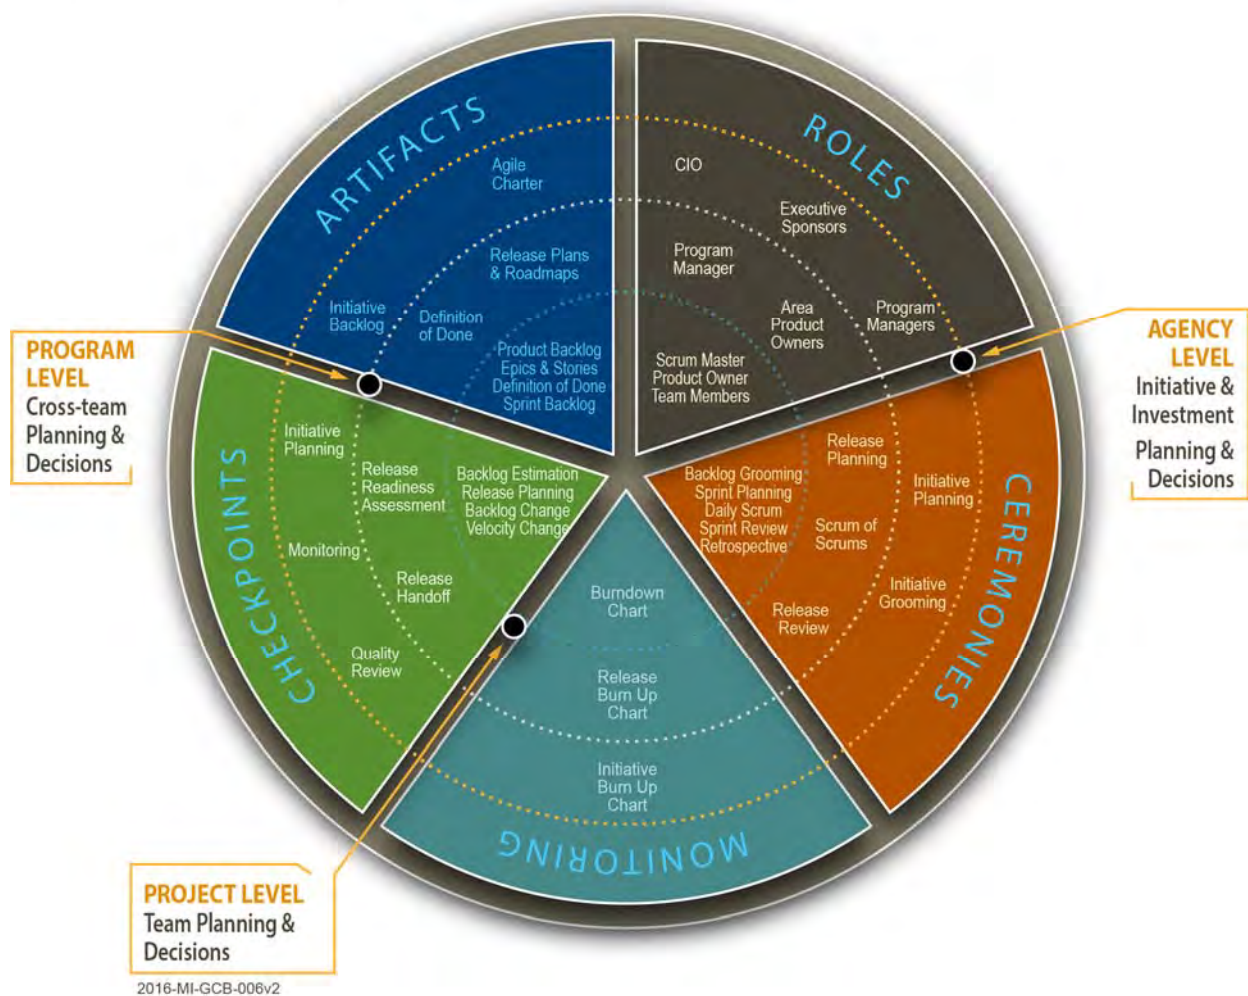 ARTIFACTS
Agile
Charter
Release Plans
& Roadmaps
Initiative
Backlog
Definition
of Done
Product Backlog
Epics & Stories
Definition of Done
Sprint Backlog
ROLES
CIO
Executive
Sponsors
Program
Manager
Area
Product
Owners
Program
Managers
Scrum Master
Product Owner
Team Members
PROGRAM
LEVEL
Cross-team
Planning &
Decisions
AGENCY
LEVEL
Initiative
& Investment
Planning &
Decisions
CHECKPOINTS
Initiative
Planning
Release
Readiness
Assessment
Backlog Estimation
Release Planning
Backlog Change
Velocity Change
Monitoring
Release
Handoff
Quality
Review
CEREMONIES
Backlog Grooming
Sprint Planning
Daily Scrum
Sprint Review
Retrospective
Release
Planning
Initiative
Planning
Scrum of
Scrums
Initiative
Grooming
Release
Review
MONITORING
Burndown
Chart
Release
Burn Up
Chart
Initiative
Burn Up
Chart
PROJECT LEVEL
Team Planning &
Decisions
2016-MI-GCB-006v2